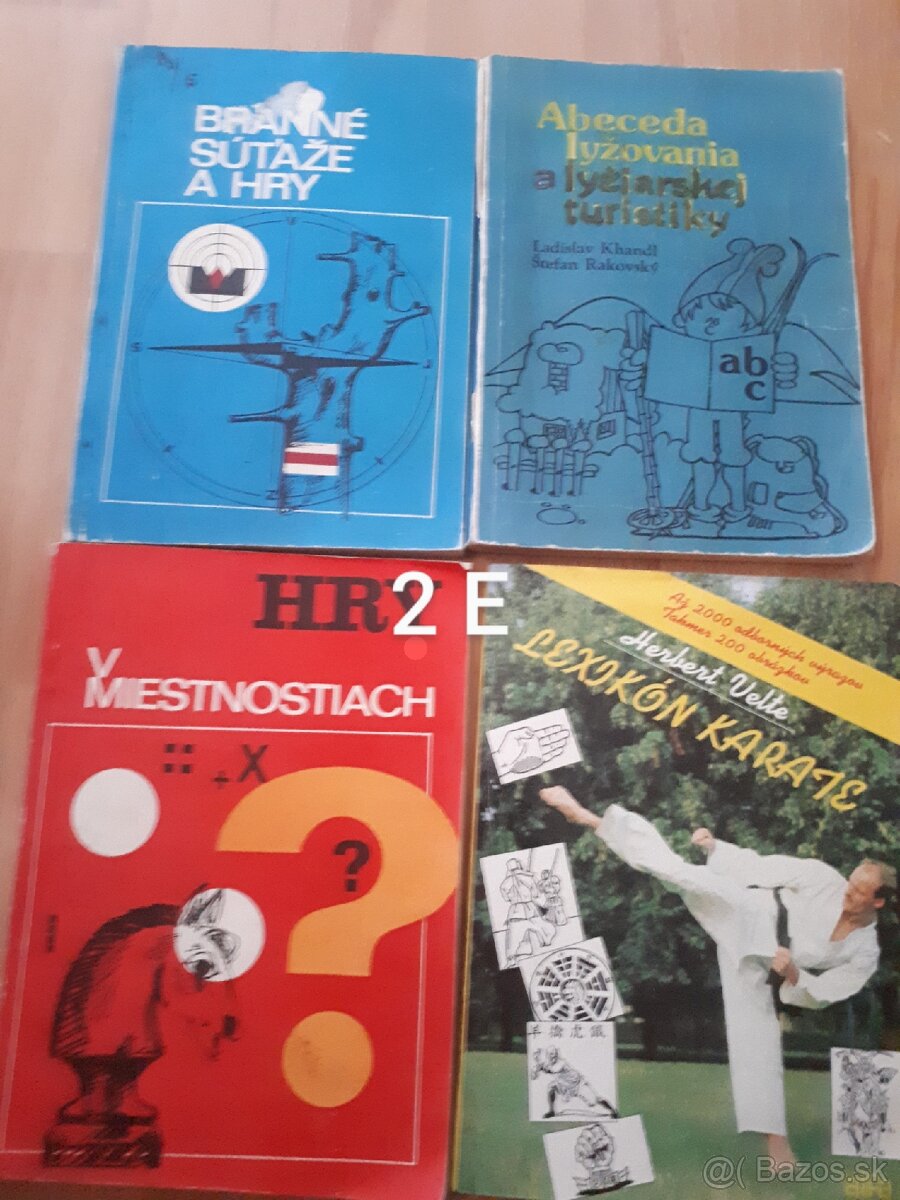 BRANNÉ
SÚŤAŽE
A HRY
S
Abeceda
lyžovania
a lyžiarskej
turistiky
Ladislav Khandl
Štefan Rakovský
ab
c
HRY
V
MIESTNOSTIACH
+ X
?
?
2 E
Až 2000 odborných výrazov
Takmer 200 obrázkov
Herbert Velte
LEXIKÓN KARATE
@( Bazos.sk